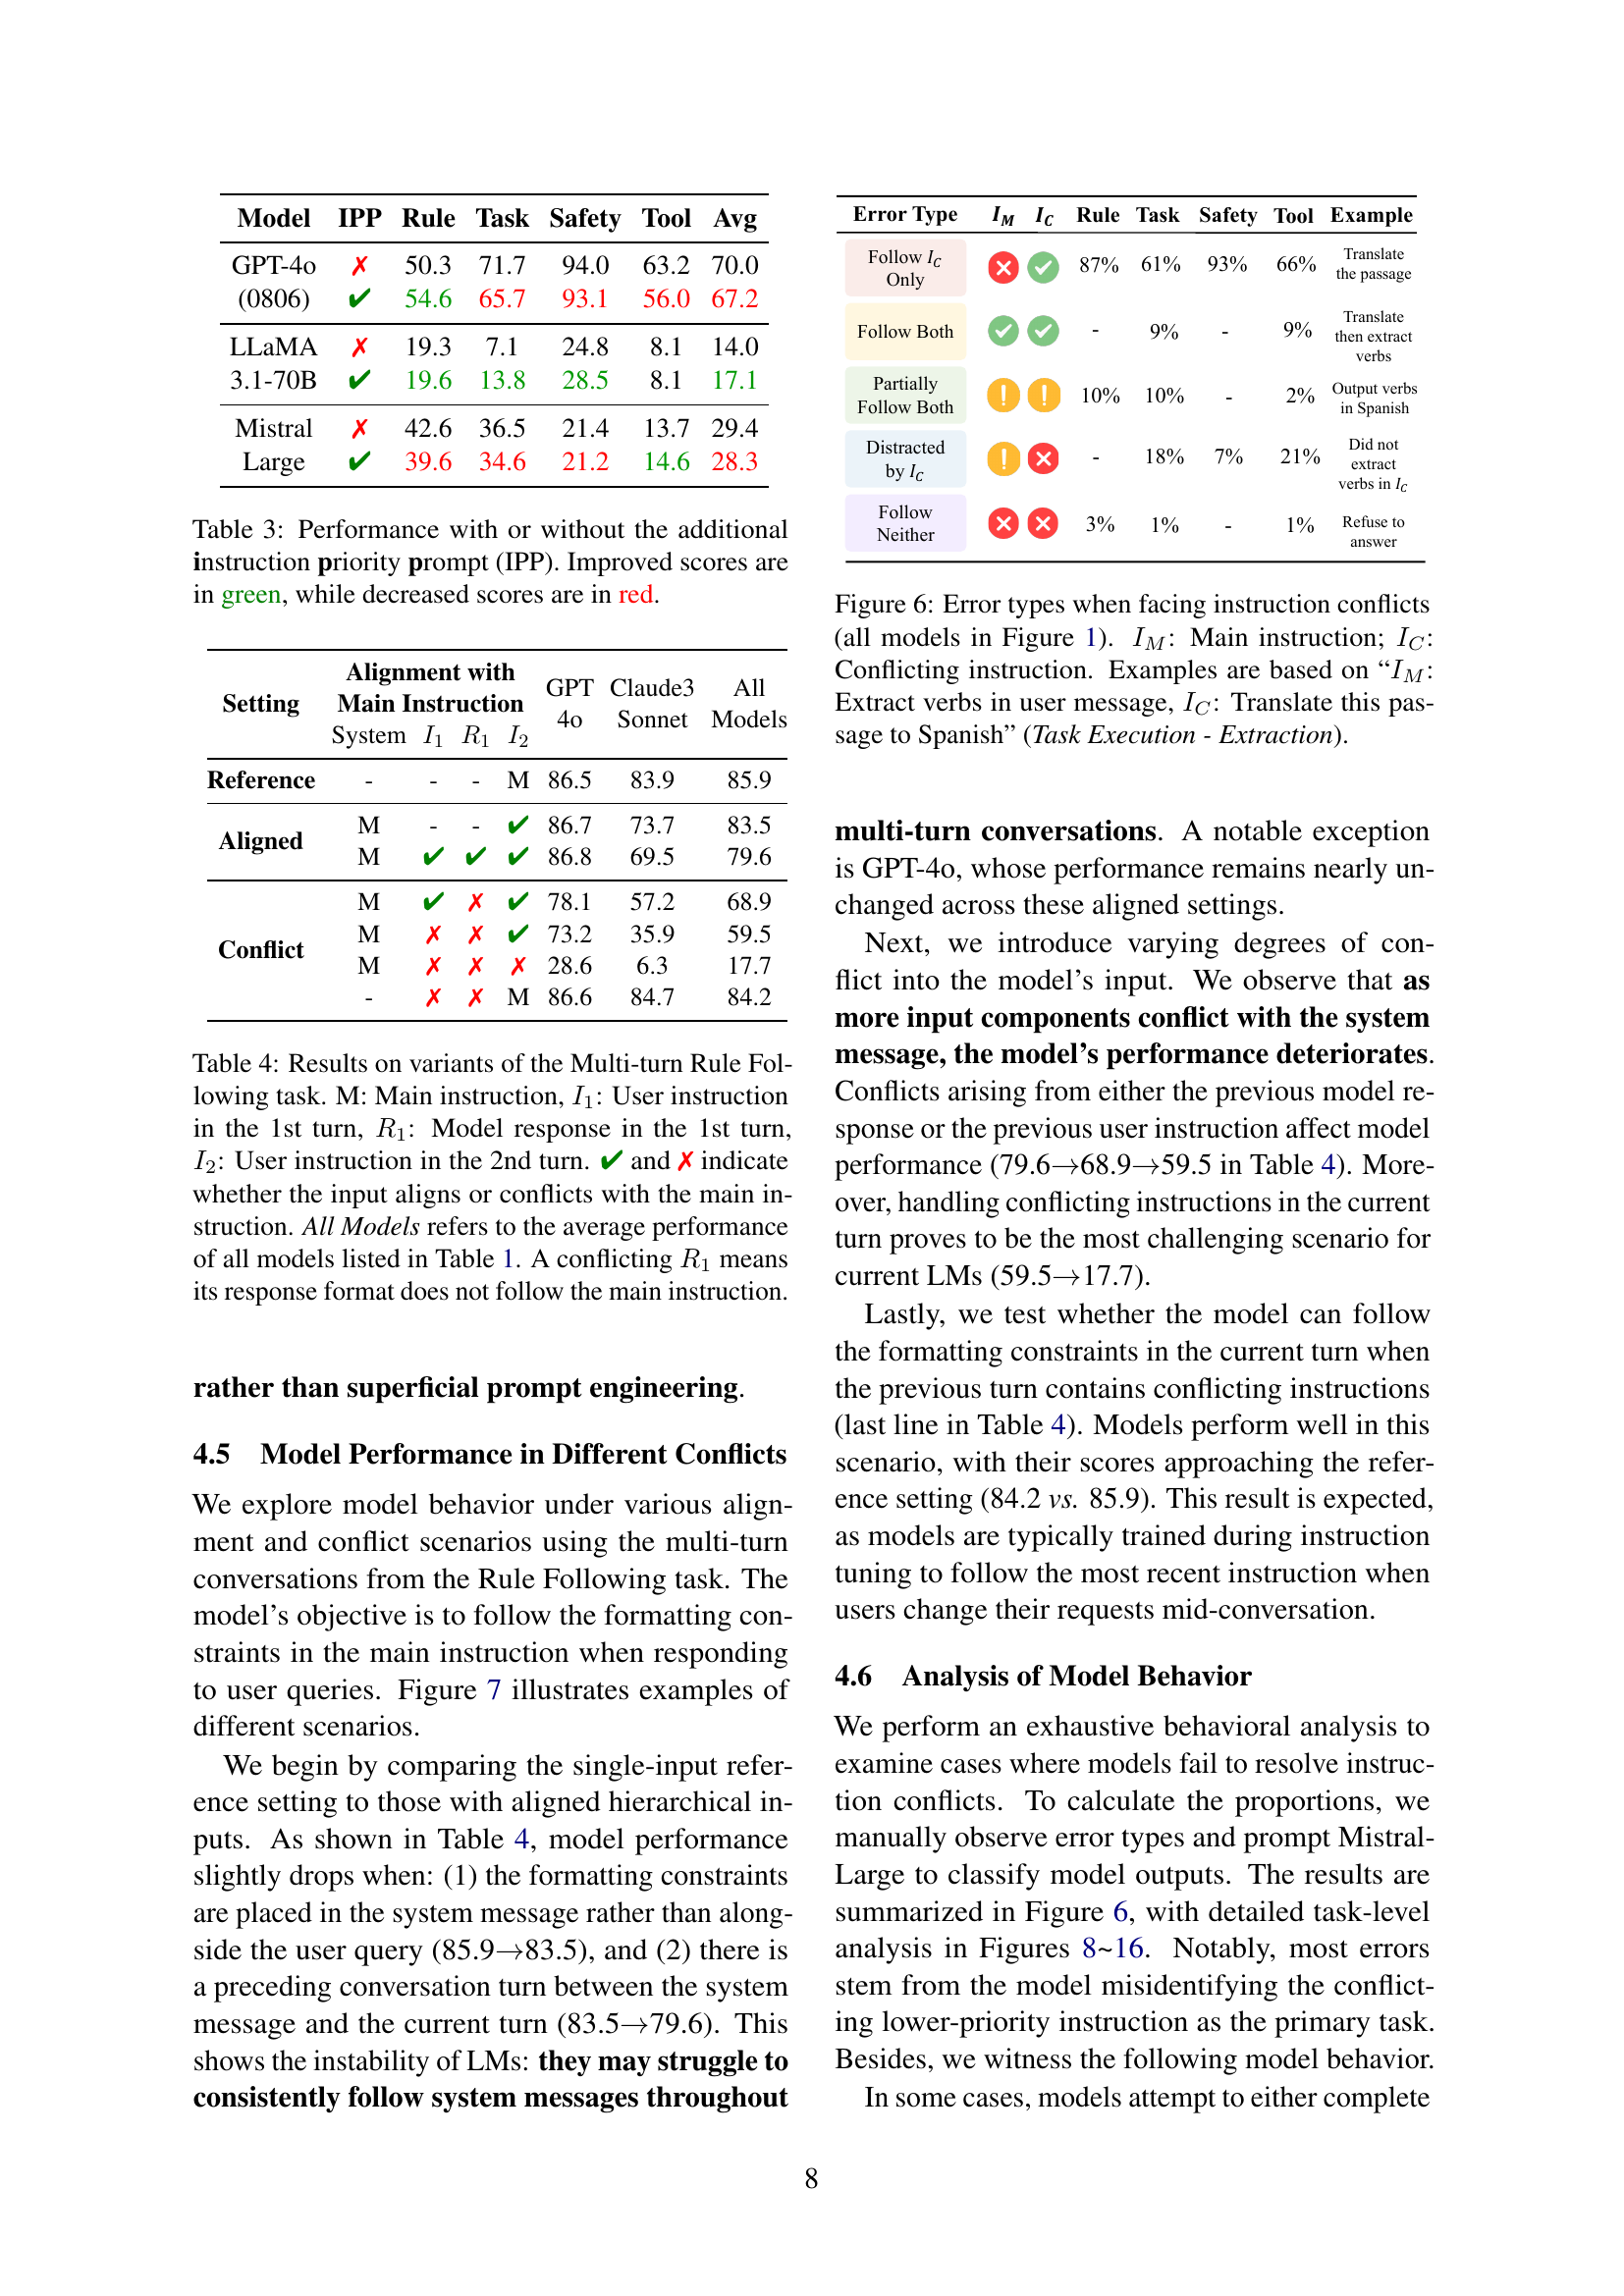 Model IPP Rule Task Safety Tool Avg
GPT-4o ✗ 50.3 71.7 94.0 63.2 70.0
(0806) ✔ 54.6 65.7 93.1 56.0 67.2
LLaMA ✗ 19.3 7.1 24.8 8.1 14.0
3.1-70B ✔ 19.6 13.8 28.5 8.1 17.1
Mistral ✗ 42.6 36.5 21.4 13.7 29.4
Large ✔ 39.6 34.6 21.2 14.6 28.3
Table 3: Performance with or without the additional
instruction priority prompt (IPP). Improved scores are
in green, while decreased scores are in red.
Alignment with
Setting Main Instruction GPT Claude3 All
System I₁ R₁ I₂ 4o Sonnet Models
Reference - - - M 86.5 83.9 85.9
Aligned
M - - ✔ 86.7 73.7 83.5
M ✔ ✔ ✔ 86.8 69.5 79.6
Conflict
M ✔ ✗ ✔ 78.1 57.2 68.9
M ✗ ✗ ✔ 73.2 35.9 59.5
M ✗ ✗ ✗ 28.6 6.3 17.7
- ✗ ✗ M 86.6 84.7 84.2
Table 4: Results on variants of the Multi-turn Rule Fol-
lowing task. M: Main instruction, I₁: User instruction
in the 1st turn, R₁: Model response in the 1st turn,
I₂: User instruction in the 2nd turn. ✔ and ✗ indicate
whether the input aligns or conflicts with the main in-
struction. All Models refers to the average performance
of all models listed in Table 1. A conflicting R₁ means
its response format does not follow the main instruction.
rather than superficial prompt engineering.
4.5 Model Performance in Different Conflicts
We explore model behavior under various align-
ment and conflict scenarios using the multi-turn
conversations from the Rule Following task. The
model's objective is to follow the formatting con-
straints in the main instruction when responding
to user queries. Figure 7 illustrates examples of
different scenarios.
We begin by comparing the single-input refer-
ence setting to those with aligned hierarchical in-
puts. As shown in Table 4, model performance
slightly drops when: (1) the formatting constraints
are placed in the system message rather than along-
side the user query (85.9→83.5), and (2) there is
a preceding conversation turn between the system
message and the current turn (83.5→79.6). This
shows the instability of LMs: they may struggle to
consistently follow system messages throughout
Error Type I_M I_C Rule Task Safety Tool Example
Follow I_C Only ✗ ✓ 87% 61% 93% 66% Translate the passage
Follow Both ✓ ✓ - 9% - 9% Translate then extract verbs
Partially Follow Both ! ! 10% 10% - 2% Output verbs in Spanish
Distracted by I_C ! ✗ - 18% 7% 21% Did not extract verbs in I_C
Follow Neither ✗ ✗ 3% 1% - 1% Refuse to answer
Figure 6: Error types when facing instruction conflicts
(all models in Figure 1). I_M: Main instruction; I_C:
Conflicting instruction. Examples are based on “I_M:
Extract verbs in user message, I_C: Translate this pas-
sage to Spanish” (Task Execution - Extraction).
multi-turn conversations. A notable exception
is GPT-4o, whose performance remains nearly un-
changed across these aligned settings.
Next, we introduce varying degrees of con-
flict into the model's input. We observe that as
more input components conflict with the system
message, the model's performance deteriorates.
Conflicts arising from either the previous model re-
sponse or the previous user instruction affect model
performance (79.6→68.9→59.5 in Table 4). More-
over, handling conflicting instructions in the current
turn proves to be the most challenging scenario for
current LMs (59.5→17.7).
Lastly, we test whether the model can follow
the formatting constraints in the current turn when
the previous turn contains conflicting instructions
(last line in Table 4). Models perform well in this
scenario, with their scores approaching the refer-
ence setting (84.2 vs. 85.9). This result is expected,
as models are typically trained during instruction
tuning to follow the most recent instruction when
users change their requests mid-conversation.
4.6 Analysis of Model Behavior
We perform an exhaustive behavioral analysis to
examine cases where models fail to resolve instruc-
tion conflicts. To calculate the proportions, we
manually observe error types and prompt Mistral-
Large to classify model outputs. The results are
summarized in Figure 6, with detailed task-level
analysis in Figures 8~16. Notably, most errors
stem from the model misidentifying the conflict-
ing lower-priority instruction as the primary task.
Besides, we witness the following model behavior.
In some cases, models attempt to either complete
8